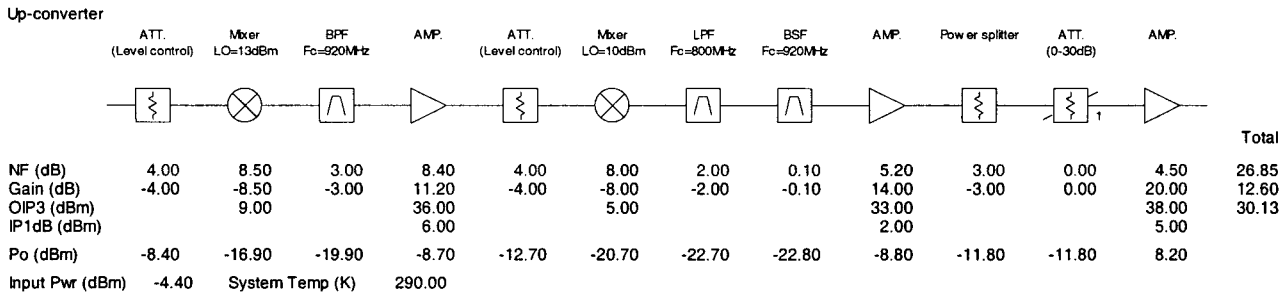 Up-converter
ATT. Mixer BPF AMP. ATT. Mixer LPF BSF AMP. Power splitter ATT. AMP.
(Level control) LO=13dBm Fc=920MHz (Level control) LO=10dBm Fc=800MHz Fc=920MHz (0-30dB)
1
Total
NF (dB) 4.00 8.50 3.00 8.40 4.00 8.00 2.00 0.10 5.20 3.00 0.00 4.50 26.85
Gain (dB) -4.00 -8.50 -3.00 11.20 -4.00 -8.00 -2.00 -0.10 14.00 -3.00 0.00 20.00 12.60
OIP3 (dBm) 9.00 36.00 5.00 33.00 38.00 30.13
IP1dB (dBm) 6.00 2.00 5.00
Po (dBm) -8.40 -16.90 -19.90 -8.70 -12.70 -20.70 -22.70 -22.80 -8.80 -11.80 -11.80 8.20
Input Pwr (dBm) -4.40 System Temp (K) 290.00